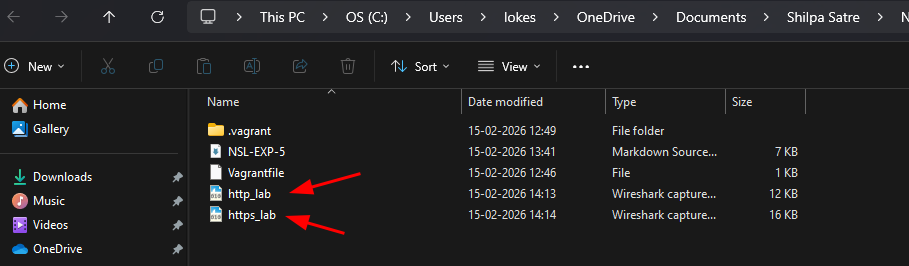 This PC > OS (C:) > Users > lokes > OneDrive > Documents > Shilpa Satre > N
New Sort View ...
Name Date modified Type Size
Home
Gallery
Downloads
Music
Videos
OneDrive
.vagrant 15-02-2026 12:49 File folder
NSL-EXP-5 15-02-2026 13:41 Markdown Source... 7 KB
Vagrantfile 15-02-2026 12:46 File 1 KB
http_lab 15-02-2026 14:13 Wireshark capture... 12 KB
https_lab 15-02-2026 14:14 Wireshark capture... 16 KB